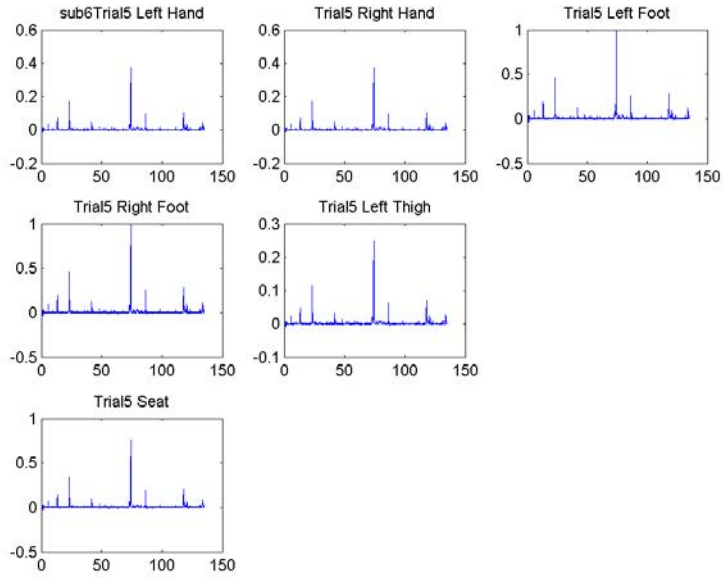 sub6Trial5 Left Hand
0.6
0.4
0.2
0
-0.2
0 50 100 150
Trial5 Right Hand
0.6
0.4
0.2
0
-0.2
0 50 100 150
Trial5 Left Foot
1
0.5
0
-0.5
0 50 100 150
Trial5 Right Foot
1
0.5
0
-0.5
0 50 100 150
Trial5 Left Thigh
0.3
0.2
0.1
0
-0.1
0 50 100 150
Trial5 Seat
1
0.5
0
-0.5
0 50 100 150